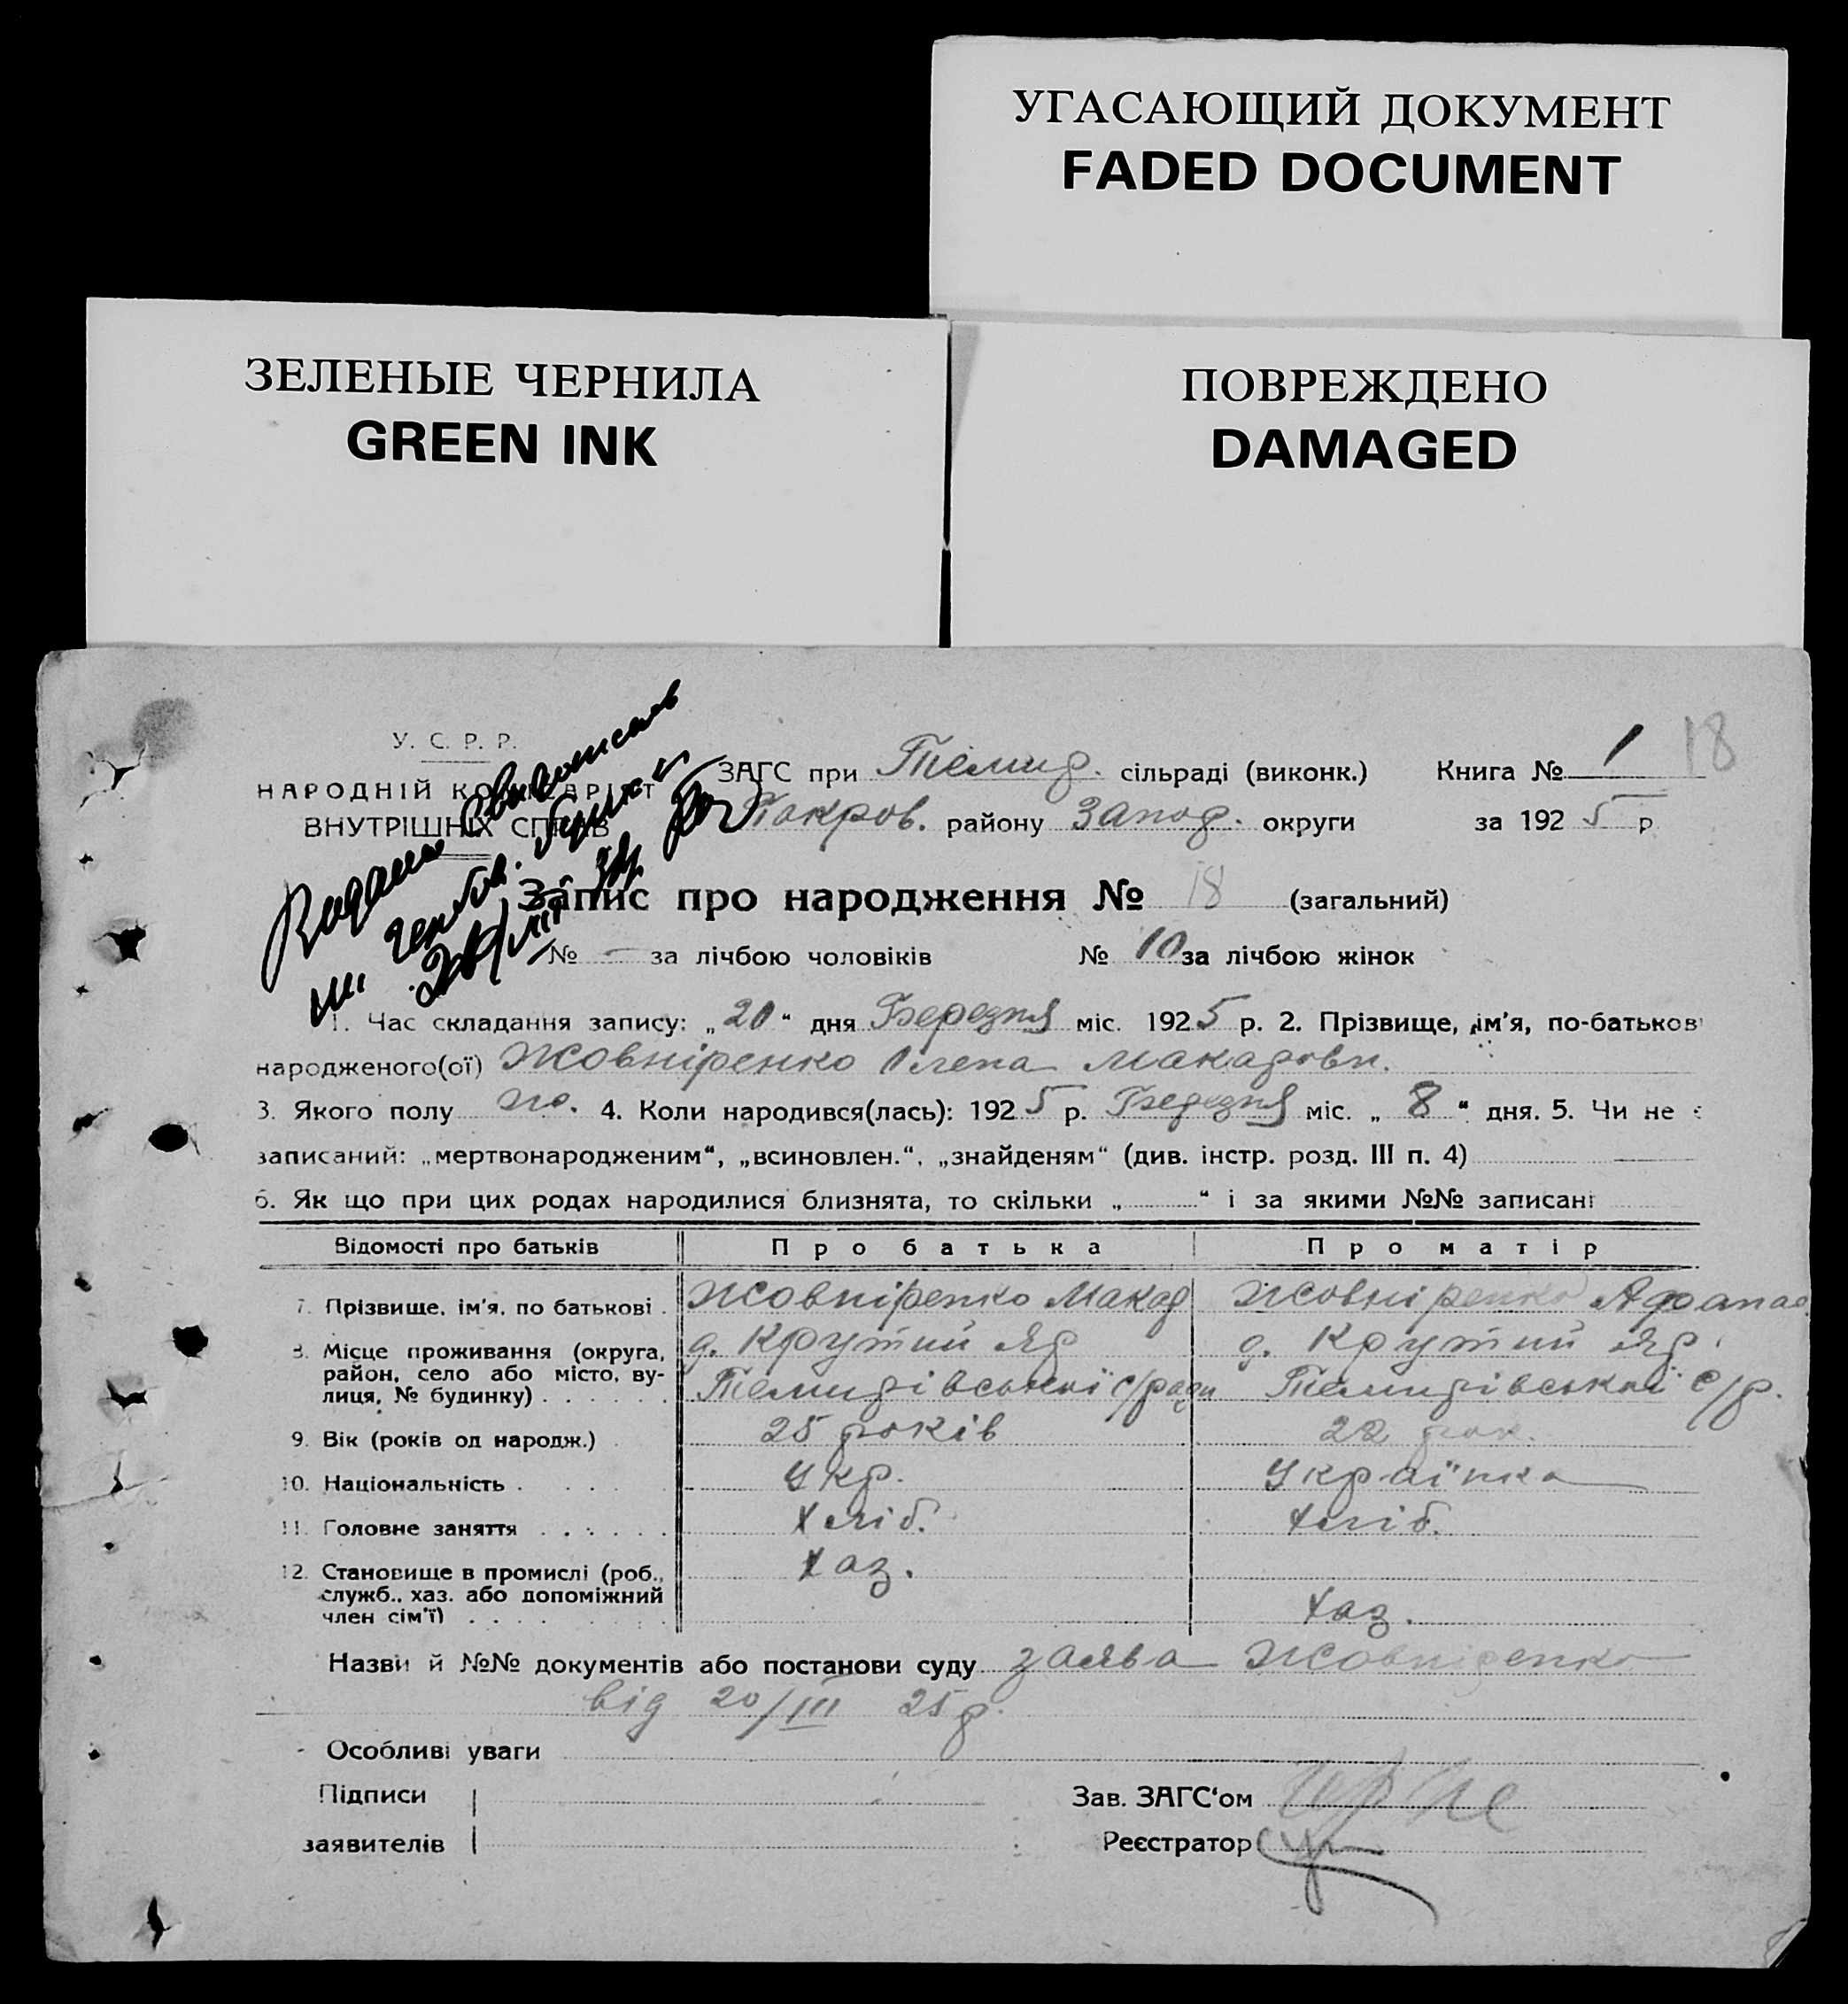 УГАСАЮЩИЙ ДОКУМЕНТ
FADED DOCUMENT
ЗЕЛЕНЫЕ ЧЕРНИЛА
GREEN INK
ПОВРЕЖДЕНО
DAMAGED
18
У. С. Р. Р.
НАРОДНІЙ КОМІСАРІЯТ
ВНУТРІШНІХ СПРАВ
ЗАГС при Темир. сільраді (виконк.) Книга № 1
Покров. району Запор. округи за 1925 р
Запис про народження № 18 (загальний)
№ – за лічбою чоловіків № 10 за лічбою жінок
1. Час складання запису: „20“ дня Березня міс. 1925 р. 2. Прізвище, ім'я, по-батькові
народженого(ої) Жовніренко Олена Макаровн.
3. Якого полу жо. 4. Коли народився(лась): 1925 р. Березня міс. „8“ дня. 5. Чи не є
записаний: „мертвонародженим“, „всиновлен.“, „знайденям“ (див. інстр. розд. III п. 4)
6. Як що при цих родах народилися близнята, то скільки „ “ і за якими №№ записані
Відомості про батьків Про батька Про матір
7. Прізвище, ім'я, по батькові . Жовніренко Макар Жовніренко Афанас
8. Місце проживання (округа, д. Крутий Яр д. Крутий Яр
район, село або місто, ву-
лиця, № будинку) . . . . . . Темирівської с/ради Темирівської с/р.
9. Вік (років од народж.) . 25 років 22 рок.
10. Національність . . . . . Укр. Українка
11. Головне заняття . . . . . . Хліб. Хліб.
12. Становище в промислі (роб., Хаз.
служб., хаз. або допоміжний
член сім'ї) . . . . . . Хаз.
Назви й №№ документів або постанови суду заява Жовніренко
від 20/III 25 р.
Особливі уваги
Підписи Зав. ЗАГС‘ом
заявителів Реєстратор